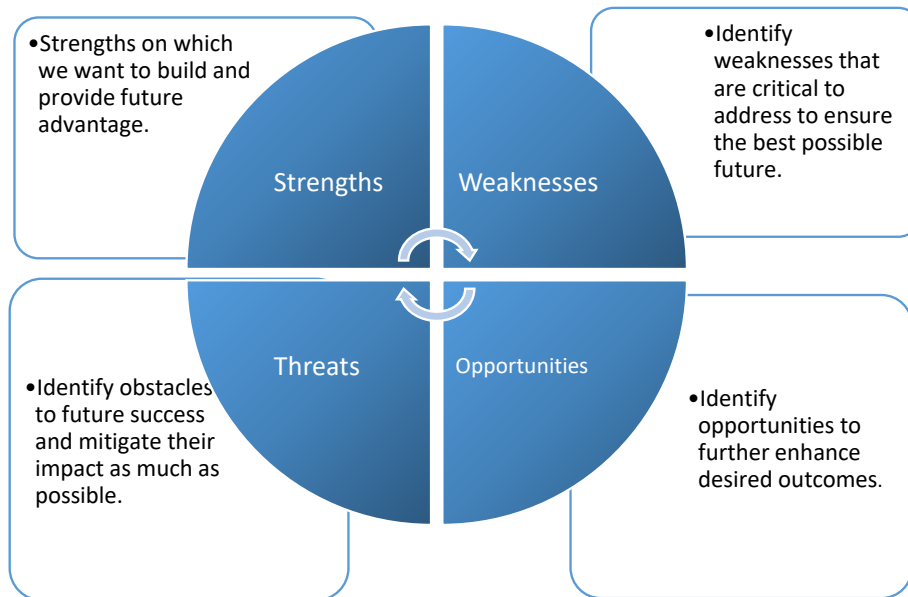 •Strengths on which
we want to build and
provide future
advantage.
Strengths
Weaknesses
•Identify
weaknesses that
are critical to
address to ensure
the best possible
future.
•Identify obstacles
to future success
and mitigate their
impact as much as
possible.
Threats
Opportunities
•Identify
opportunities to
further enhance
desired outcomes.